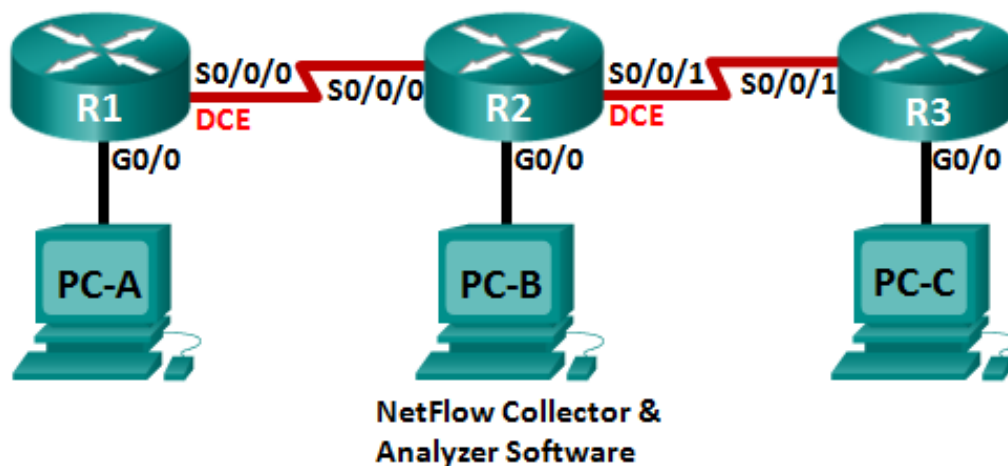 S0/0/0
S0/0/0
S0/0/1
S0/0/1
R1
DCE
R2
DCE
R3
G0/0
G0/0
G0/0
PC-A
PC-B
PC-C
NetFlow Collector &
Analyzer Software